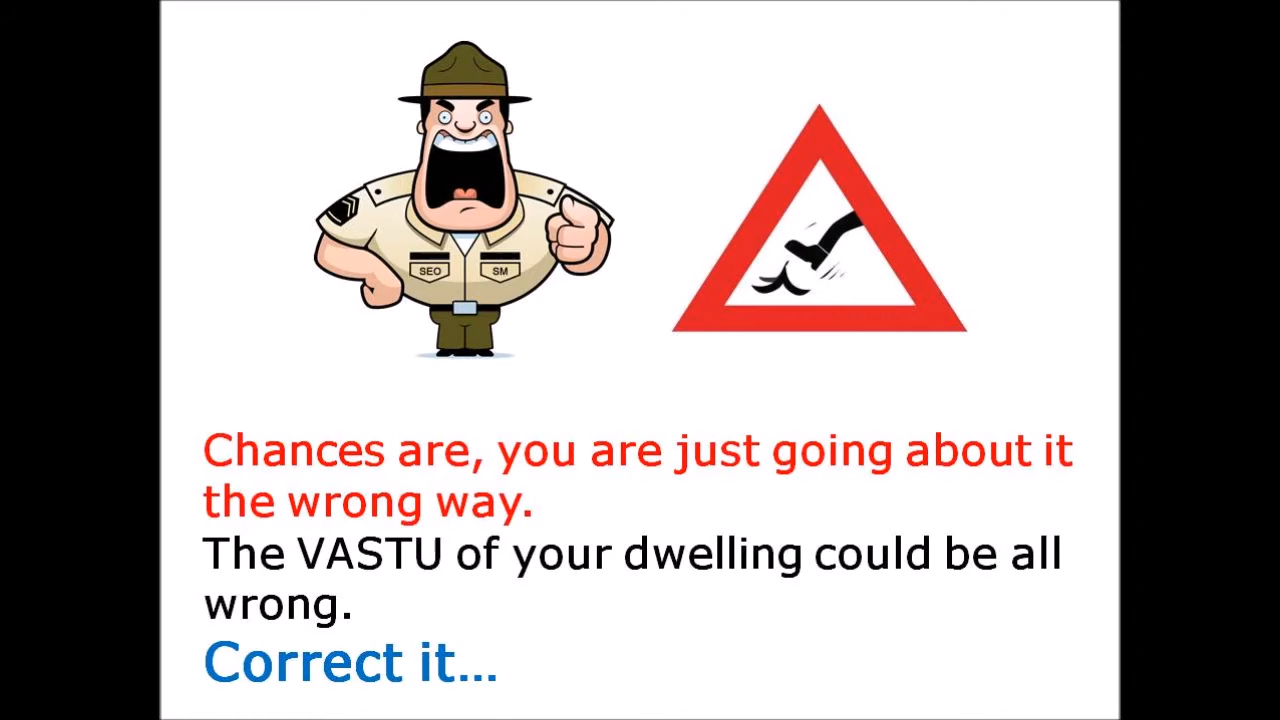 SEO SM
Chances are, you are just going about it
the wrong way.
The VASTU of your dwelling could be all
wrong.
Correct it...